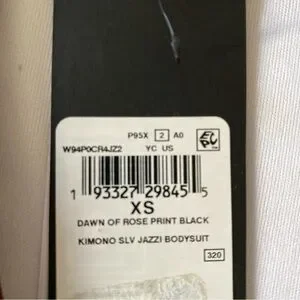 P95X 2 A0
W94P0CR4JZ2 YC US
1 93327 29845 5
XS
DAWN OF ROSE PRINT BLACK
KIMONO SLV JAZZI BODYSUIT
320